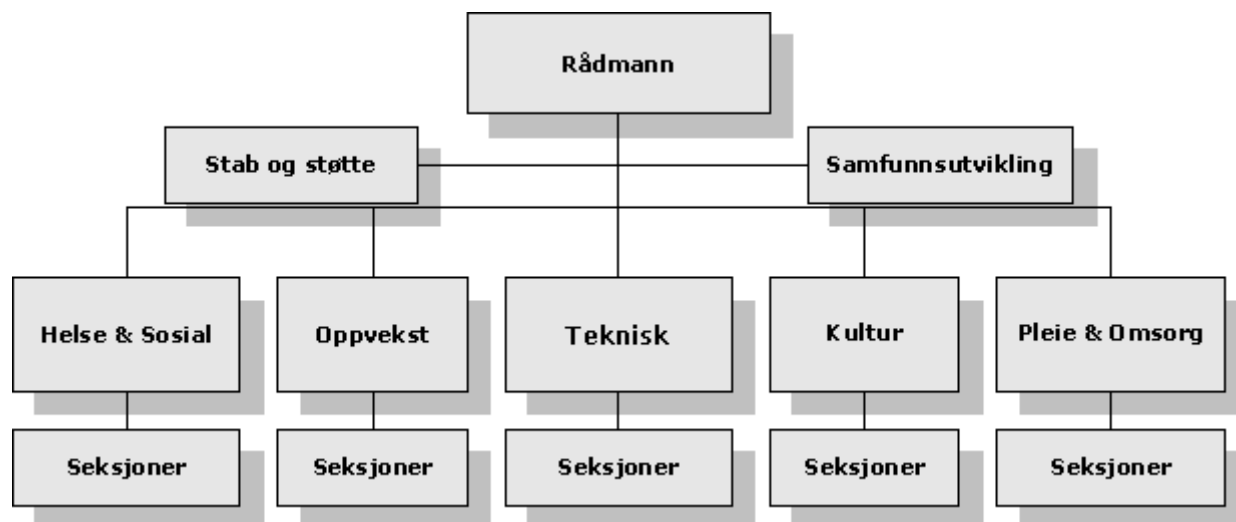 Rådmann
Stab og støtte
Samfunnsutvikling
Helse & Sosial
Oppvekst
Teknisk
Kultur
Pleie & Omsorg
Seksjoner
Seksjoner
Seksjoner
Seksjoner
Seksjoner